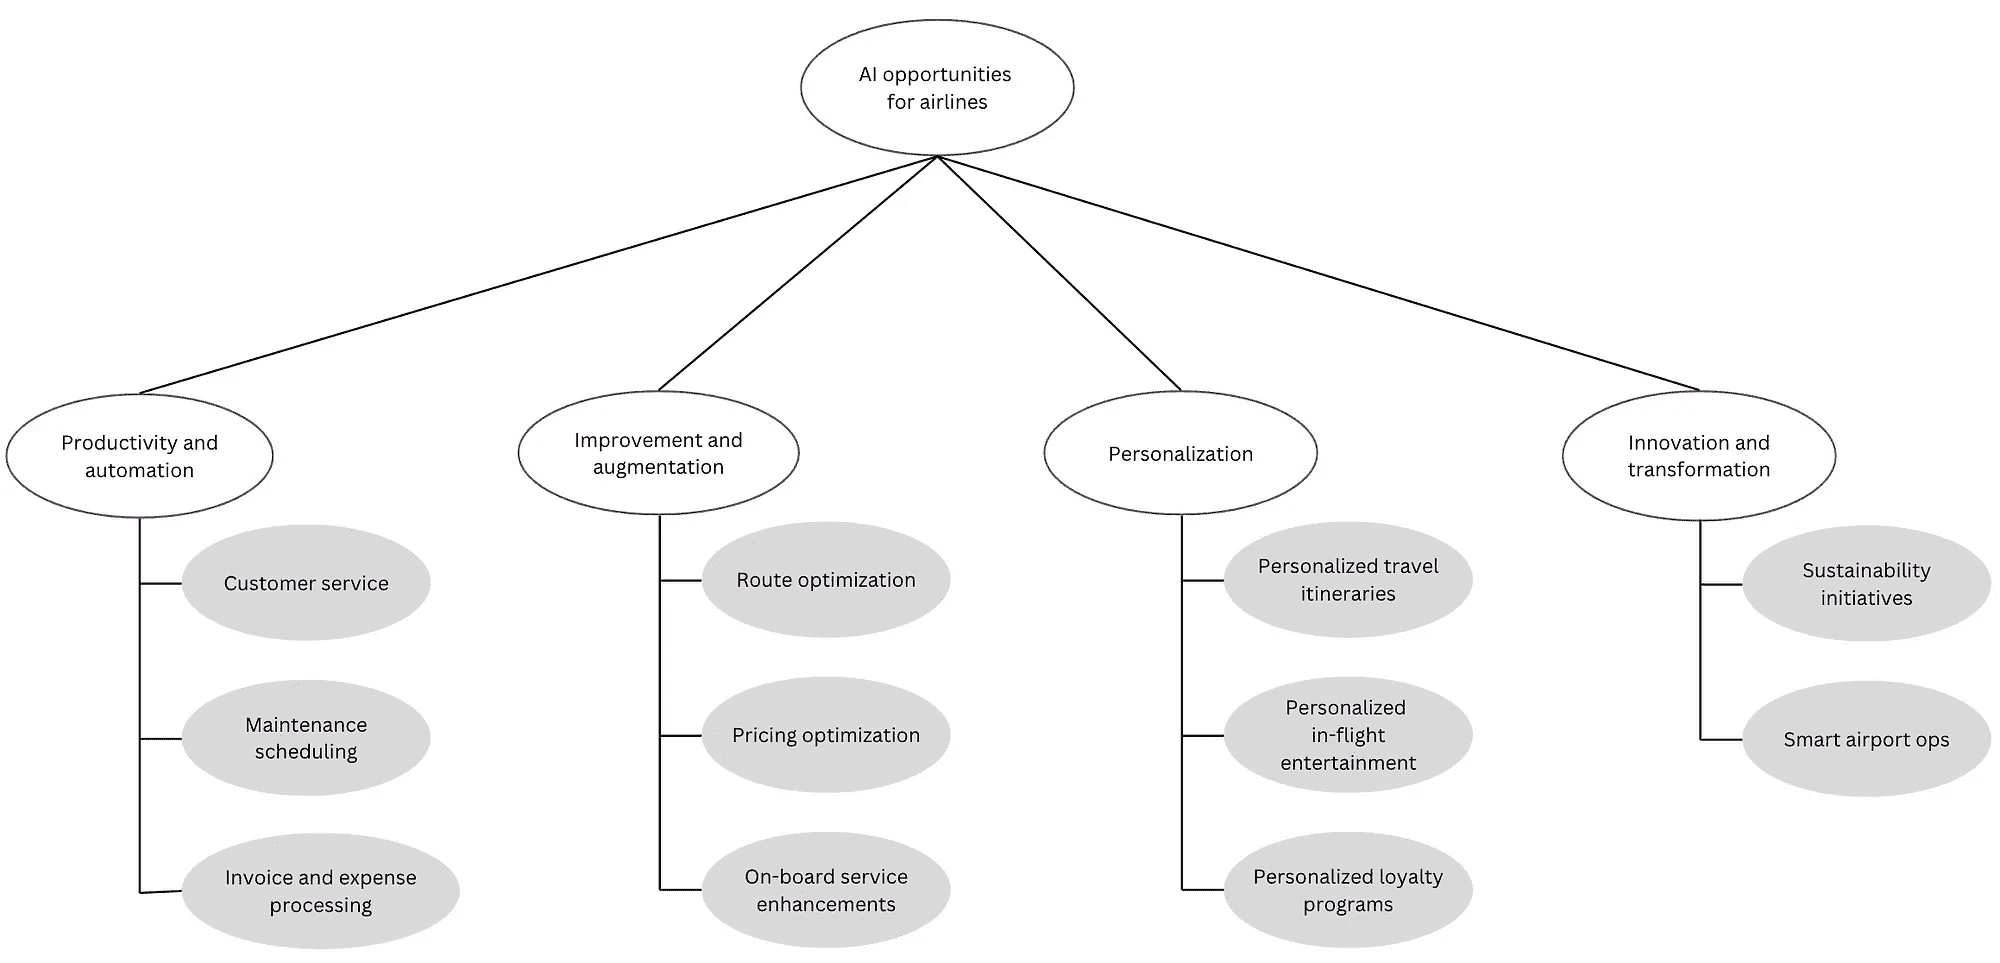 AI opportunities
for airlines
Productivity and
automation
Improvement and
augmentation
Personalization
Innovation and
transformation
Customer service
Maintenance
scheduling
Invoice and expense
processing
Route optimization
Pricing optimization
On-board service
enhancements
Personalized travel
itineraries
Personalized
in-flight
entertainment
Personalized loyalty
programs
Sustainability
initiatives
Smart airport ops